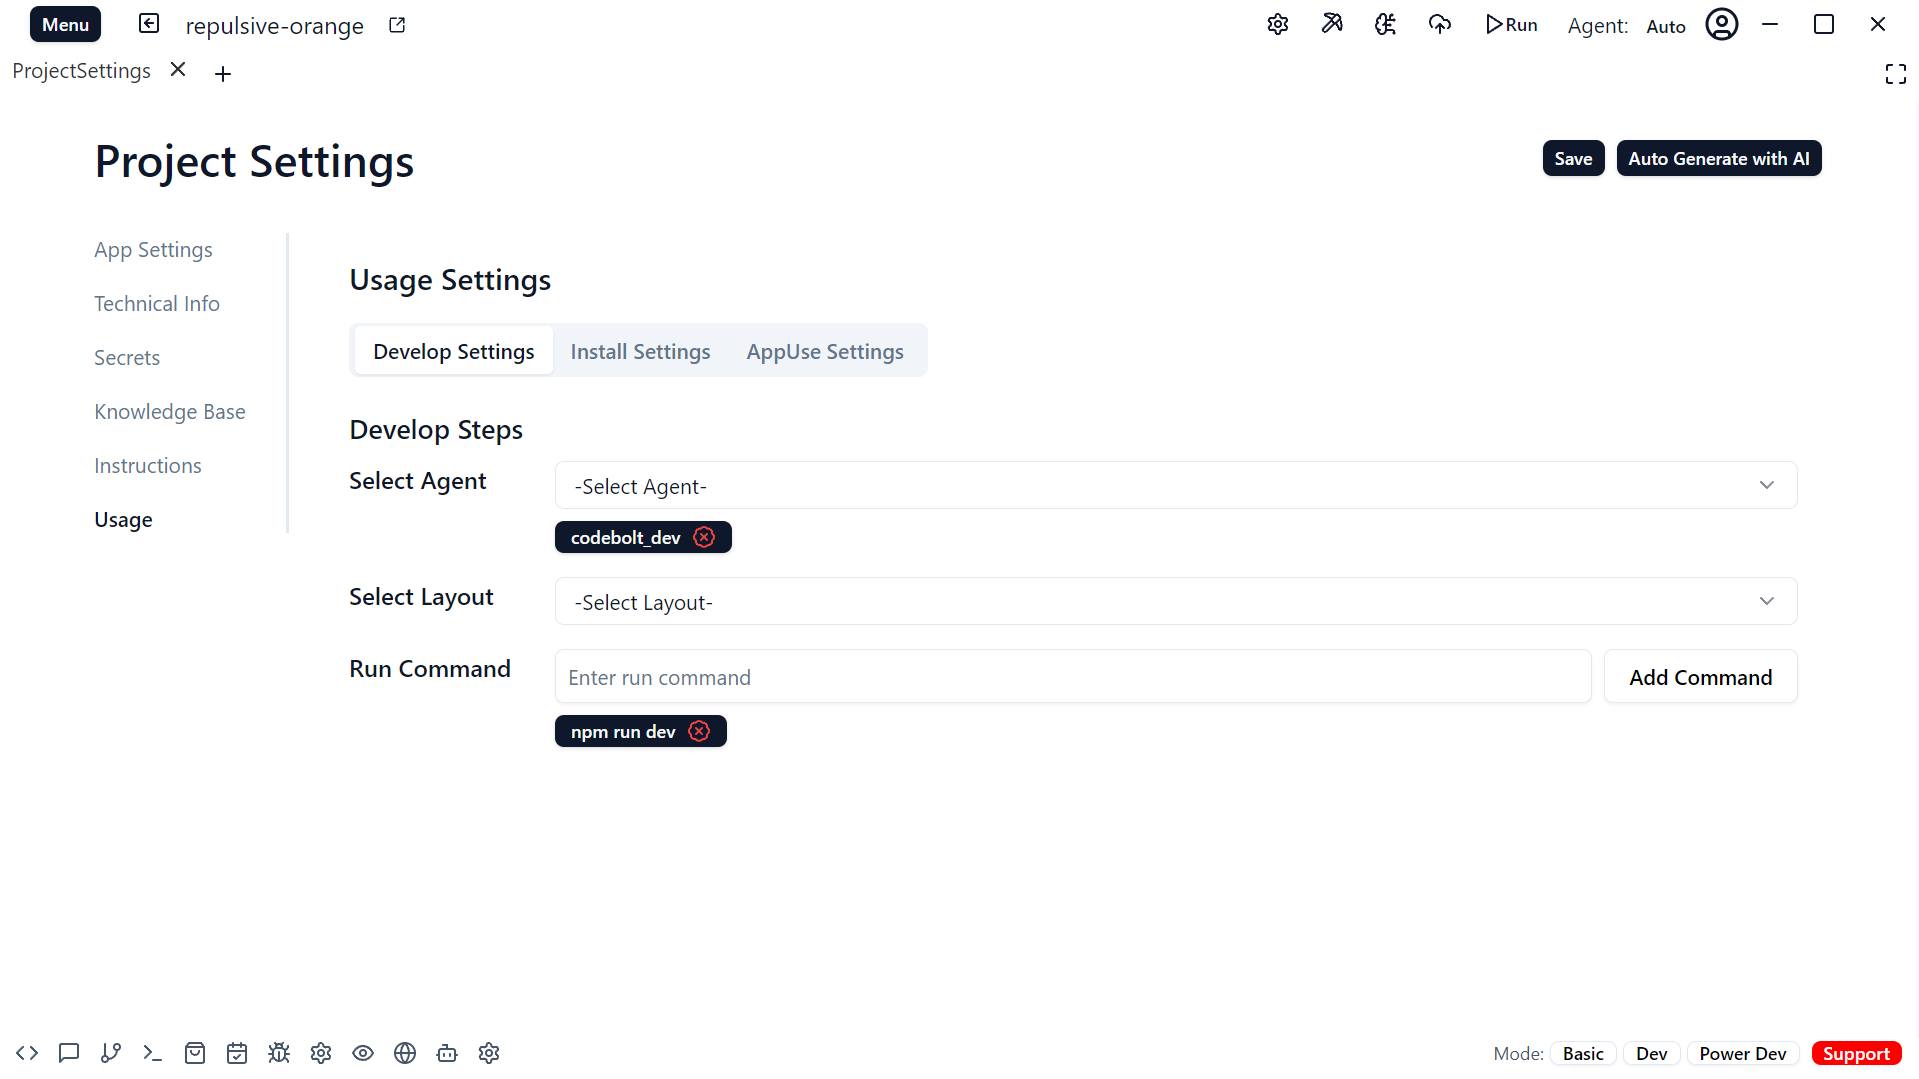 Menu repulsive-orange Run Agent: Auto
ProjectSettings
Project Settings
Save Auto Generate with AI
App Settings
Technical Info
Secrets
Knowledge Base
Instructions
Usage
Usage Settings
Develop Settings Install Settings AppUse Settings
Develop Steps
Select Agent -Select Agent-
codebolt_dev
Select Layout -Select Layout-
Run Command Enter run command Add Command
npm run dev
Mode: Basic Dev Power Dev Support